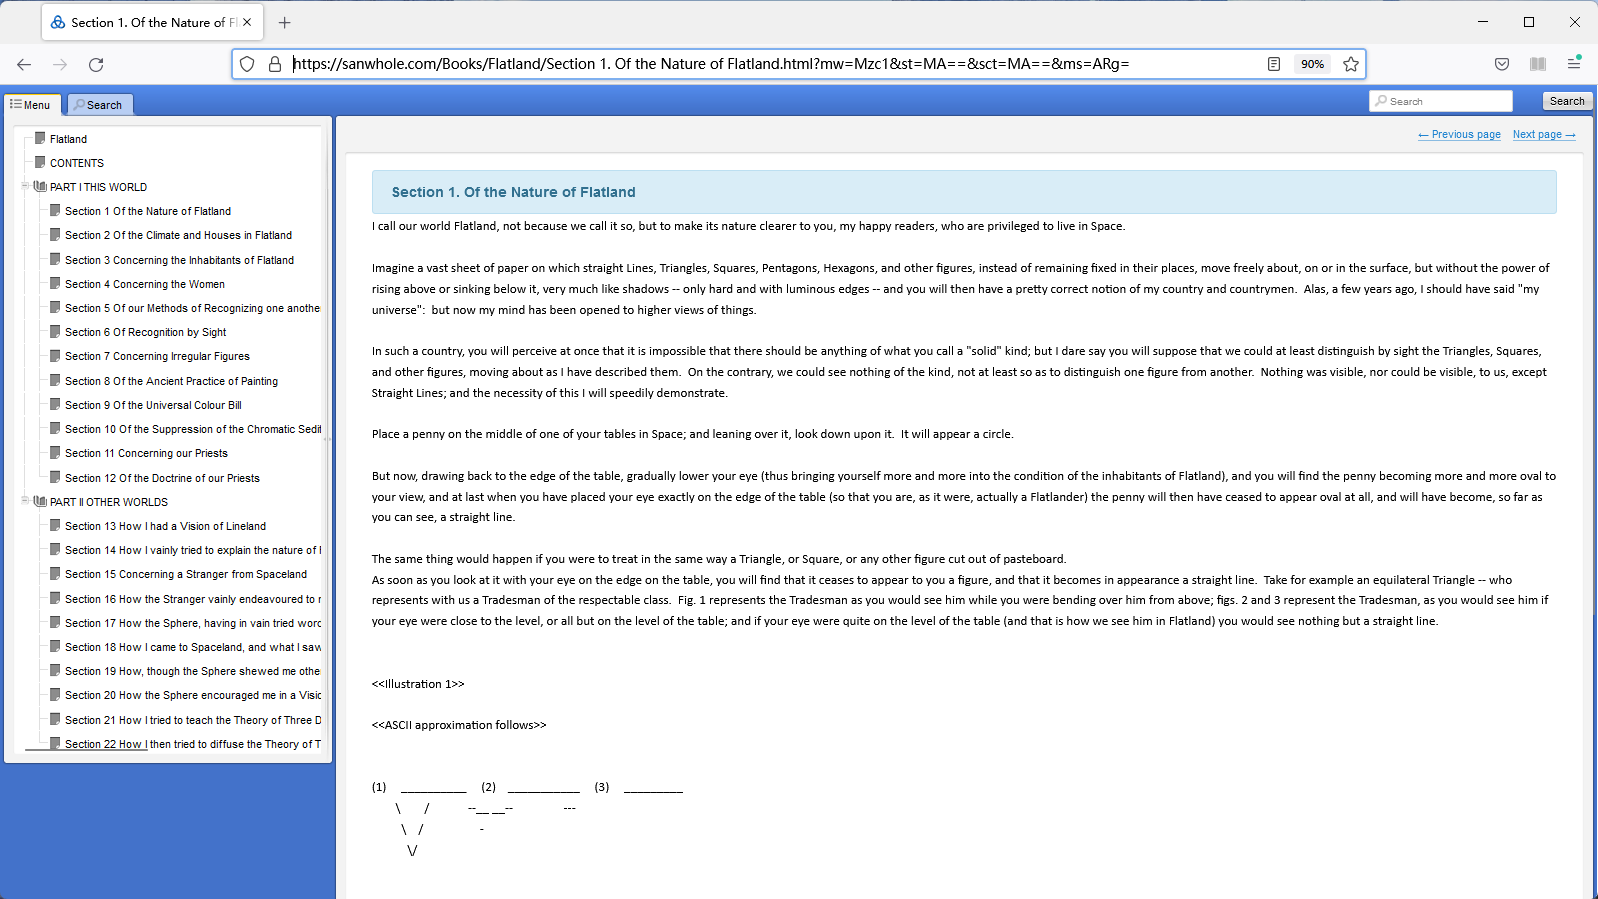 Section 1. Of the Nature of Fl
https://sanwhole.com/Books/Flatland/Section 1. Of the Nature of Flatland.html?mw=Mzc1&st=MA==&sct=MA==&ms=ARg=
90%
Menu
Search
Search
Search
← Previous page
Next page →
Flatland
CONTENTS
PART I THIS WORLD
Section 1 Of the Nature of Flatland
Section 2 Of the Climate and Houses in Flatland
Section 3 Concerning the Inhabitants of Flatland
Section 4 Concerning the Women
Section 5 Of our Methods of Recognizing one anothe
Section 6 Of Recognition by Sight
Section 7 Concerning Irregular Figures
Section 8 Of the Ancient Practice of Painting
Section 9 Of the Universal Colour Bill
Section 10 Of the Suppression of the Chromatic Sedit
Section 11 Concerning our Priests
Section 12 Of the Doctrine of our Priests
PART II OTHER WORLDS
Section 13 How I had a Vision of Lineland
Section 14 How I vainly tried to explain the nature of
Section 15 Concerning a Stranger from Spaceland
Section 16 How the Stranger vainly endeavoured to
Section 17 How the Sphere, having in vain tried word
Section 18 How I came to Spaceland, and what I saw
Section 19 How, though the Sphere shewed me othe
Section 20 How the Sphere encouraged me in a Visio
Section 21 How I tried to teach the Theory of Three D
Section 22 How I then tried to diffuse the Theory of T
Section 1. Of the Nature of Flatland
I call our world Flatland, not because we call it so, but to make its nature clearer to you, my happy readers, who are privileged to live in Space.
Imagine a vast sheet of paper on which straight Lines, Triangles, Squares, Pentagons, Hexagons, and other figures, instead of remaining fixed in their places, move freely about, on or in the surface, but without the power of
rising above or sinking below it, very much like shadows -- only hard and with luminous edges -- and you will then have a pretty correct notion of my country and countrymen.  Alas, a few years ago, I should have said "my
universe":  but now my mind has been opened to higher views of things.
In such a country, you will perceive at once that it is impossible that there should be anything of what you call a "solid" kind; but I dare say you will suppose that we could at least distinguish by sight the Triangles, Squares,
and other figures, moving about as I have described them.  On the contrary, we could see nothing of the kind, not at least so as to distinguish one figure from another.  Nothing was visible, nor could be visible, to us, except
Straight Lines; and the necessity of this I will speedily demonstrate.
Place a penny on the middle of one of your tables in Space; and leaning over it, look down upon it.  It will appear a circle.
But now, drawing back to the edge of the table, gradually lower your eye (thus bringing yourself more and more into the condition of the inhabitants of Flatland), and you will find the penny becoming more and more oval to
your view, and at last when you have placed your eye exactly on the edge of the table (so that you are, as it were, actually a Flatlander) the penny will then have ceased to appear oval at all, and will have become, so far as
you can see, a straight line.
The same thing would happen if you were to treat in the same way a Triangle, or Square, or any other figure cut out of pasteboard.
As soon as you look at it with your eye on the edge on the table, you will find that it ceases to appear to you a figure, and that it becomes in appearance a straight line.  Take for example an equilateral Triangle -- who
represents with us a Tradesman of the respectable class.  Fig. 1 represents the Tradesman as you would see him while you were bending over him from above; figs. 2 and 3 represent the Tradesman, as you would see him if
your eye were close to the level, or all but on the level of the table; and if your eye were quite on the level of the table (and that is how we see him in Flatland) you would see nothing but a straight line.
<<Illustration 1>>
<<ASCII approximation follows>>
(1)    __________    (2)   ___________    (3)    _________
\      /          --__ __--             ---
\   /              -
\/